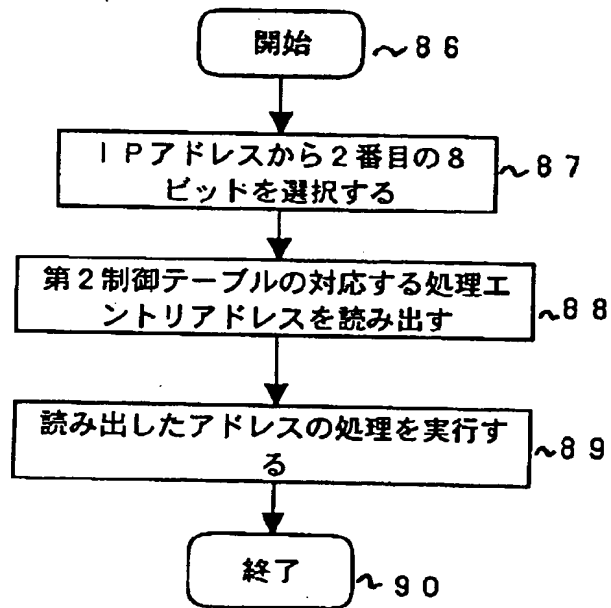 開始 ~86
IPアドレスから2番目の8 ~87
ビットを選択する
第2制御テーブルの対応する処理エ
ントリアドレスを読み出す ~88
読み出したアドレスの処理を実行す ~89
る
終了 ~90